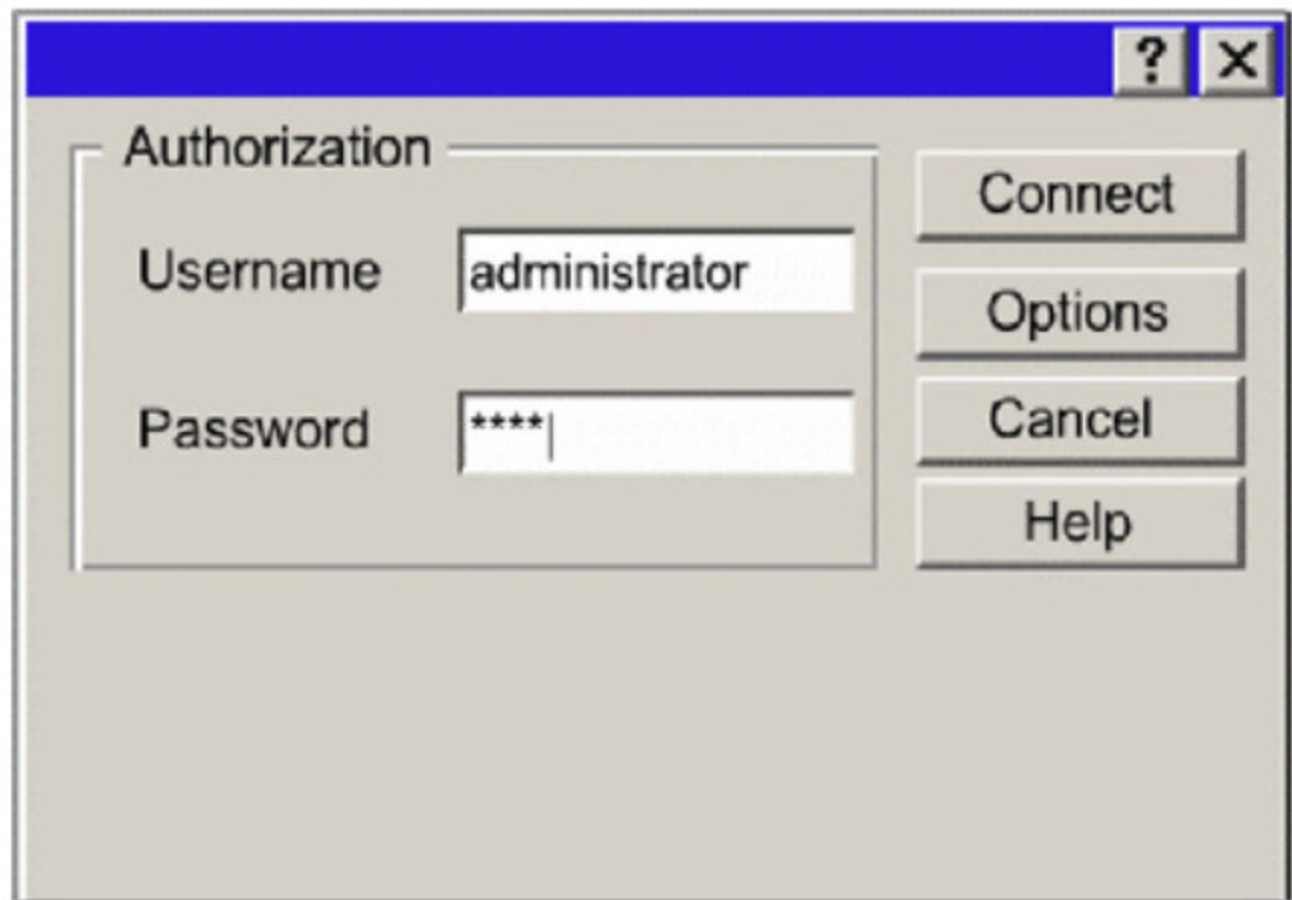 ?
X
Authorization
Username
administrator
Password
****
Connect
Options
Cancel
Help